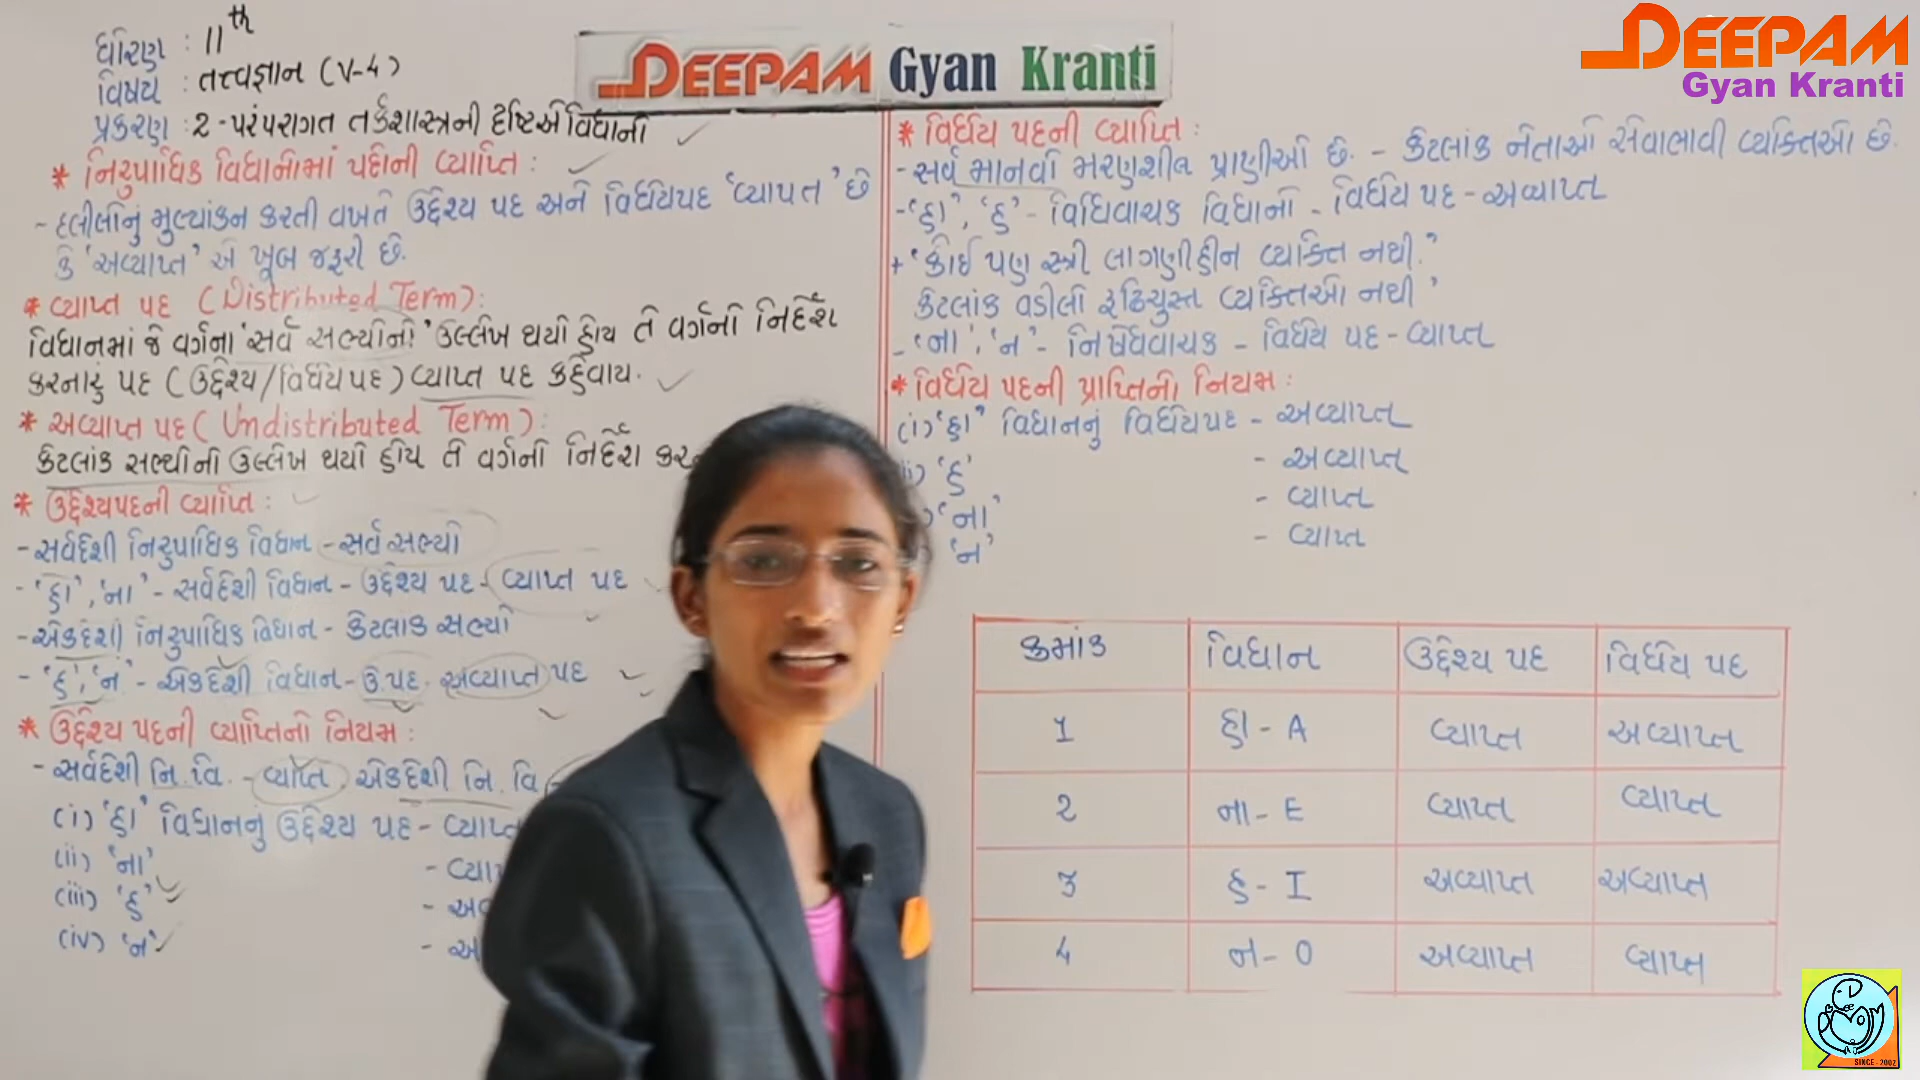 ધોરણ : 11th
વિષય : તત્ત્વજ્ઞાન (V-4)
પ્રકરણ : 2 - પરંપરાગત તર્કશાસ્ત્રની દૃષ્ટિએ વિધાનો
DEEPAM Gyan Kranti
DEEPAM
Gyan Kranti
* નિરુપાધિક વિધાનોમાં પદોની વ્યાપ્તિ :
- દલીલોનું મુલ્યાંકન કરતી વખતે ઉદ્દેશ્ય પદ અને વિધેયપદ 'વ્યાપ્ત' છે
કે 'અવ્યાપ્ત' એ ખૂબ જરૂરી છે.
* વ્યાપ્ત પદ (Distributed Term) :
વિધાનમાં જે વર્ગના 'સર્વ સભ્યોનો' ઉલ્લેખ થયો હોય તે વર્ગનો નિર્દેશ
કરનારું પદ (ઉદ્દેશ્ય/વિધેયપદ) વ્યાપ્ત પદ કહેવાય.
* અવ્યાપ્ત પદ (Undistributed Term) :
કેટલાંક સભ્યોનો ઉલ્લેખ થયો હોય તે વર્ગનો નિર્દેશ
* ઉદ્દેશ્યપદની વ્યાપ્તિ :
- સર્વદેશી નિરુપાધિક વિધાન - સર્વ સભ્યો
- 'હા', 'ના' - સર્વદેશી વિધાન - ઉદ્દેશ્ય પદ - વ્યાપ્ત પદ
- એકદેશી નિરુપાધિક વિધાન - કેટલાક સભ્યો
- 'હ', 'ન' - એકદેશી વિધાન - ઉ.પદ - અવ્યાપ્ત પદ
* ઉદ્દેશ્ય પદની વ્યાપ્તિનો નિયમ :
- સર્વદેશી નિ. વિ. - વ્યાપ્ત, એકદેશી નિ. વિ
(i) 'હા' વિધાનનું ઉદ્દેશ્ય પદ - વ્યાપ્ત
(ii) 'ના' -
(iii) 'હ' -
(iv) 'ન' -
* વિધેય પદની વ્યાપ્તિ :
- સર્વ માનવો મરણશીલ પ્રાણીઓ છે. - કેટલાંક નેતાઓ સેવાભાવી વ્યક્તિઓ છે.
- 'હા', 'હ' - વિધિવાચક વિધાનો - વિધેય પદ - અવ્યાપ્ત
+ 'કોઈ પણ સ્ત્રી લાગણીહીન વ્યક્તિ નથી.'
કેટલાંક વડીલો રૂઢિચુસ્ત વ્યક્તિઓ નથી '
- 'ના', 'ન' - નિષેધવાચક - વિધેય પદ - વ્યાપ્ત
* વિધેય પદની પ્રાપ્તિનો નિયમ :
(i) 'હા' વિધાનનું વિધેયપદ - અવ્યાપ્ત
'હ' - અવ્યાપ્ત
'ના' - વ્યાપ્ત
'ન' - વ્યાપ્ત
ક્રમાંક વિધાન ઉદ્દેશ્ય પદ વિધેય પદ
1 હા - A વ્યાપ્ત અવ્યાપ્ત
2 ના - E વ્યાપ્ત વ્યાપ્ત
3 હ - I અવ્યાપ્ત અવ્યાપ્ત
4 ન - O અવ્યાપ્ત વ્યાપ્ત
SINCE - 2002